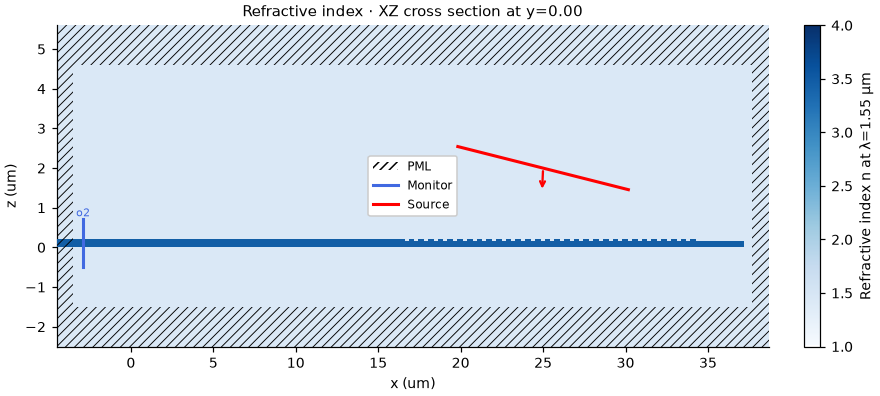 Refractive index · XZ cross section at y=0.00
5
4
3
2
1
0
−1
−2
z (um)
o2
PML
Monitor
Source
0
5
10
15
20
25
30
35
x (um)
4.0
3.5
3.0
2.5
2.0
1.5
1.0
Refractive index n at λ=1.55 μm